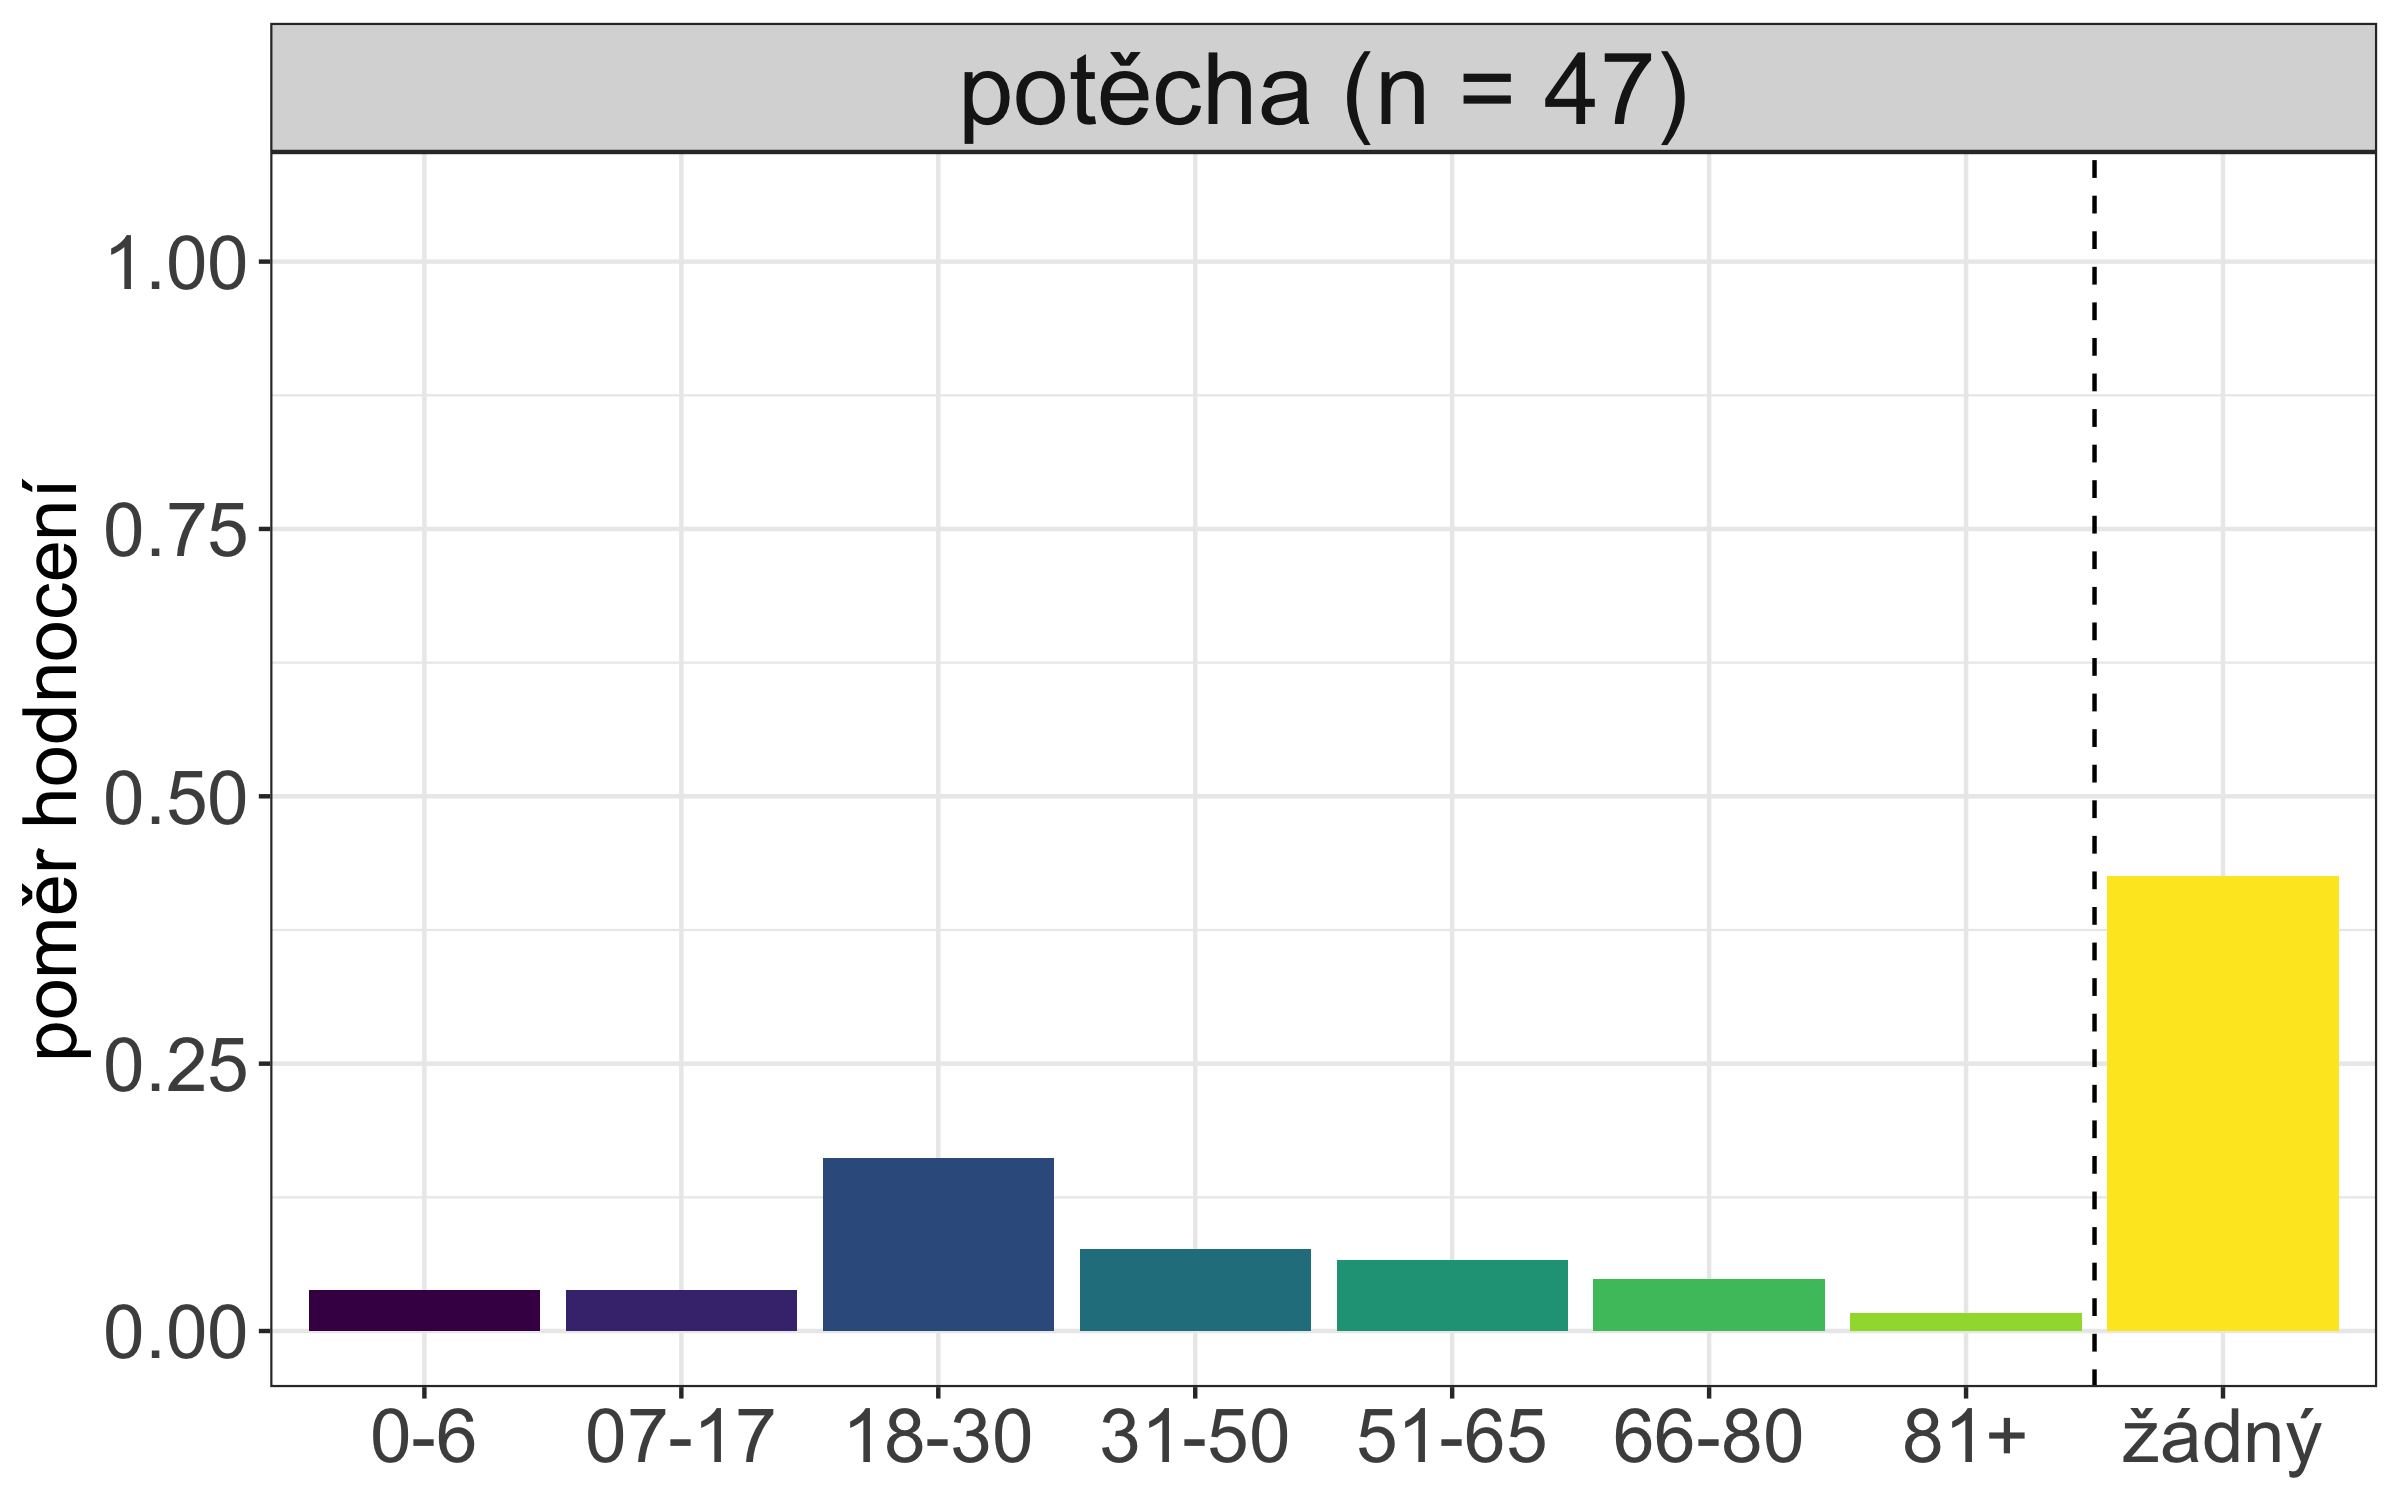 potěcha (n = 47)
poměr hodnocení
1.00
0.75
0.50
0.25
0.00
0-6 07-17 18-30 31-50 51-65 66-80 81+ žádný